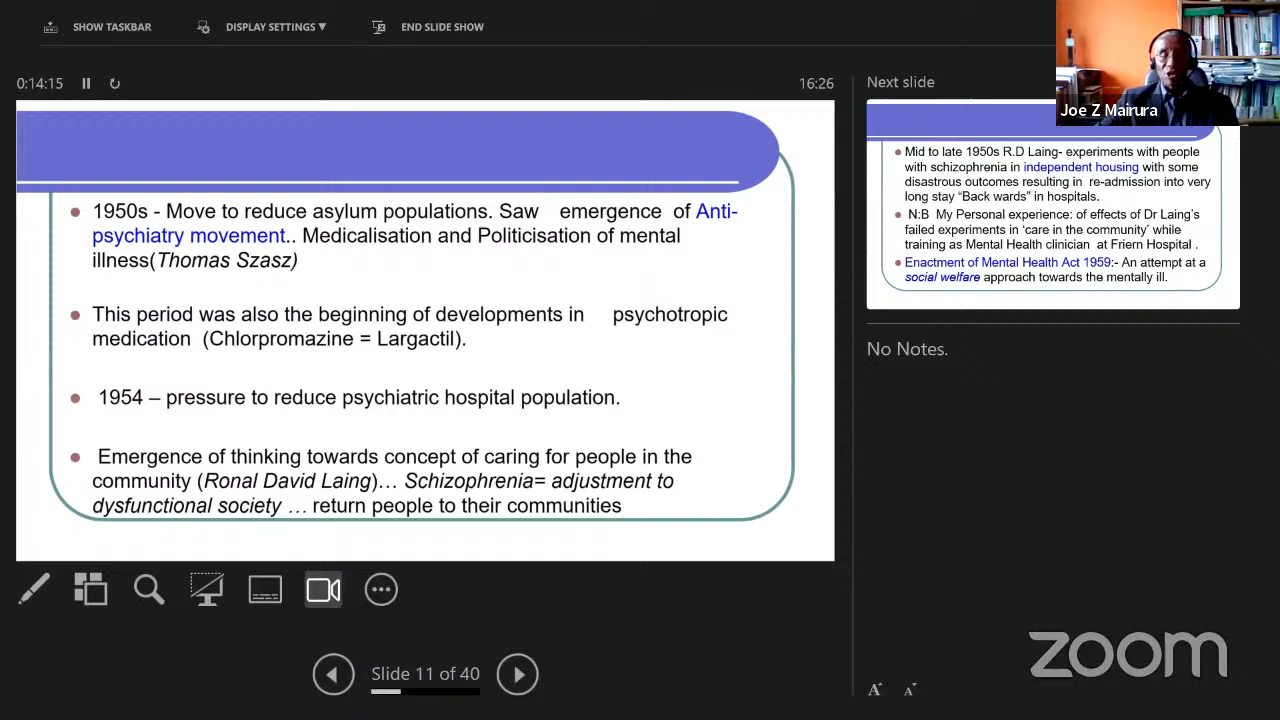 SHOW TASKBAR
DISPLAY SETTINGS ▼
END SLIDE SHOW
0:14:15
16:26
Next slide
Joe Z Mairura
• 1950s - Move to reduce asylum populations. Saw emergence of Anti-
psychiatry movement.. Medicalisation and Politicisation of mental
illness(Thomas Szasz)
• This period was also the beginning of developments in psychotropic
medication (Chlorpromazine = Largactil).
• 1954 – pressure to reduce psychiatric hospital population.
• Emergence of thinking towards concept of caring for people in the
community (Ronal David Laing)… Schizophrenia= adjustment to
dysfunctional society … return people to their communities
• Mid to late 1950s R.D Laing- experiments with people
with schizophrenia in independent housing with some
disastrous outcomes resulting in re-admission into very
long stay “Back wards” in hospitals.
• N:B My Personal experience: of effects of Dr Laing’s
failed experiments in ‘care in the community’ while
training as Mental Health clinician at Friern Hospital .
• Enactment of Mental Health Act 1959:- An attempt at a
social welfare approach towards the mentally ill.
No Notes.
Slide 11 of 40
A A
zoom